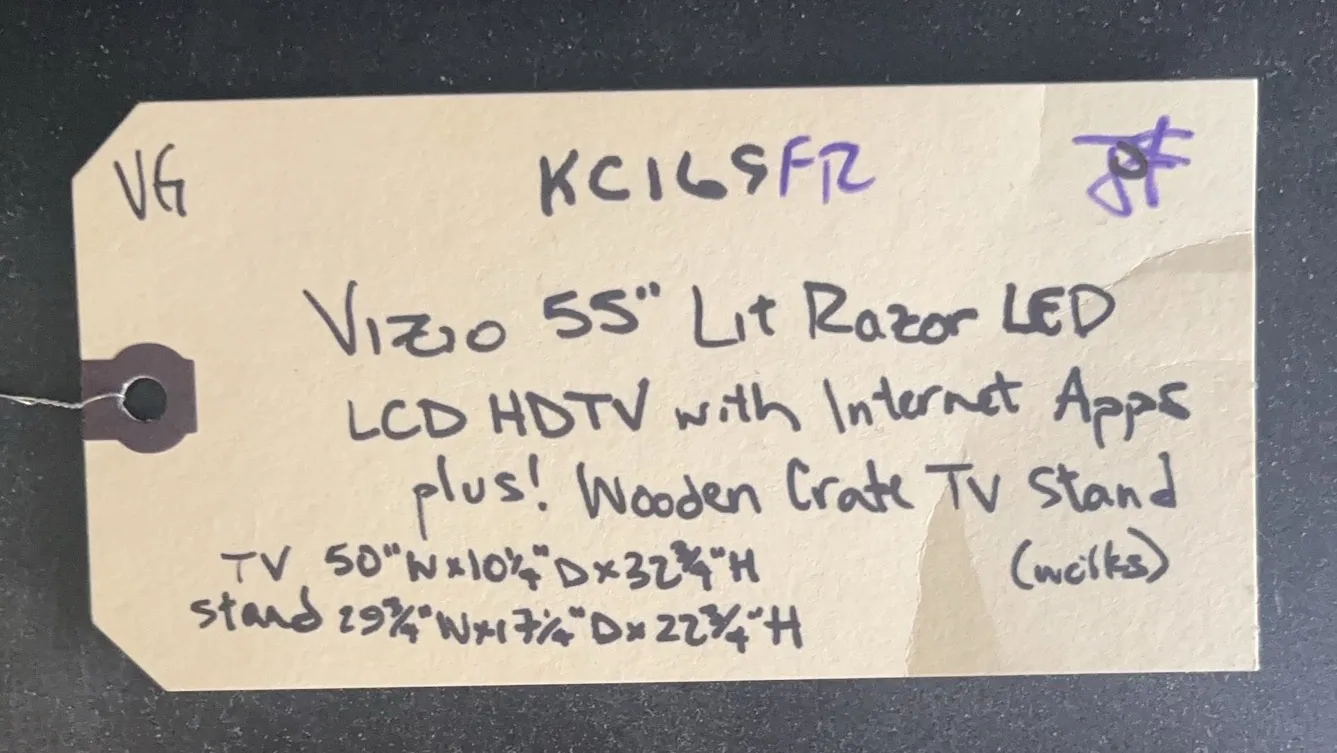 VG KC169FR
Vizio 55" Lit Razor LED
LCD HDTV with Internet Apps
plus! Wooden Crate TV Stand
TV 50"W x 10¼"D x 32¾"H (works)
Stand 29¾"W x 17¼"D x 22¾"H